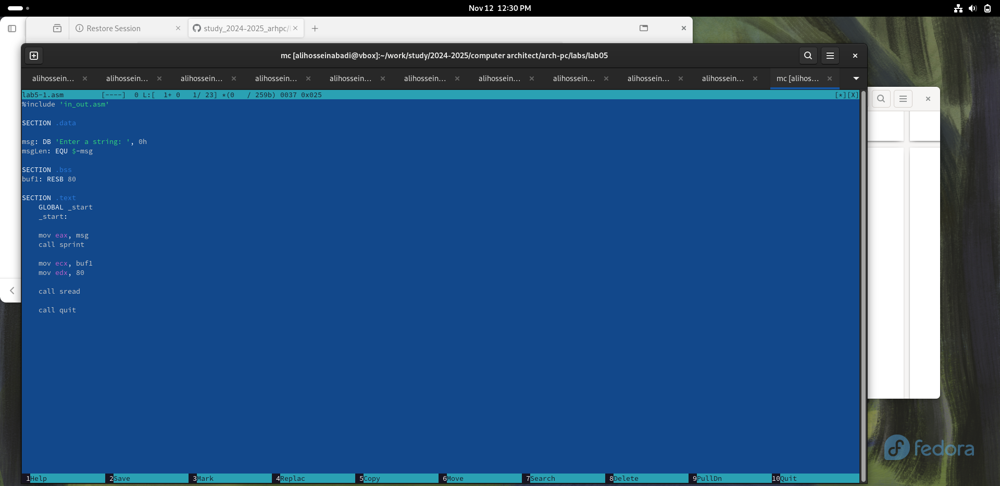 Nov 12 12:30 PM
Restore Session
study_2024-2025_arhpc/
mc [alihosseinabadi@vbox]:~/work/study/2024-2025/computer architect/arch-pc/labs/lab05
alihossein… alihossein… alihossein… alihossein… alihossein… alihossein… alihossein… alihossein… alihossein… alihossein… mc [alihos…
lab5-1.asm [----] 0 L:[ 1+ 0 1/ 23] *(0 / 259b) 0037 0x025 [*][X]
%include 'in_out.asm'
SECTION .data
msg: DB 'Enter a string: ', 0h
msgLen: EQU $-msg
SECTION .bss
buf1: RESB 80
SECTION .text
GLOBAL _start
_start:
mov eax, msg
call sprint
mov ecx, buf1
mov edx, 80
call sread
call quit
1Help 2Save 3Mark 4Replac 5Copy 6Move 7Search 8Delete 9PullDn 10Quit
fedora